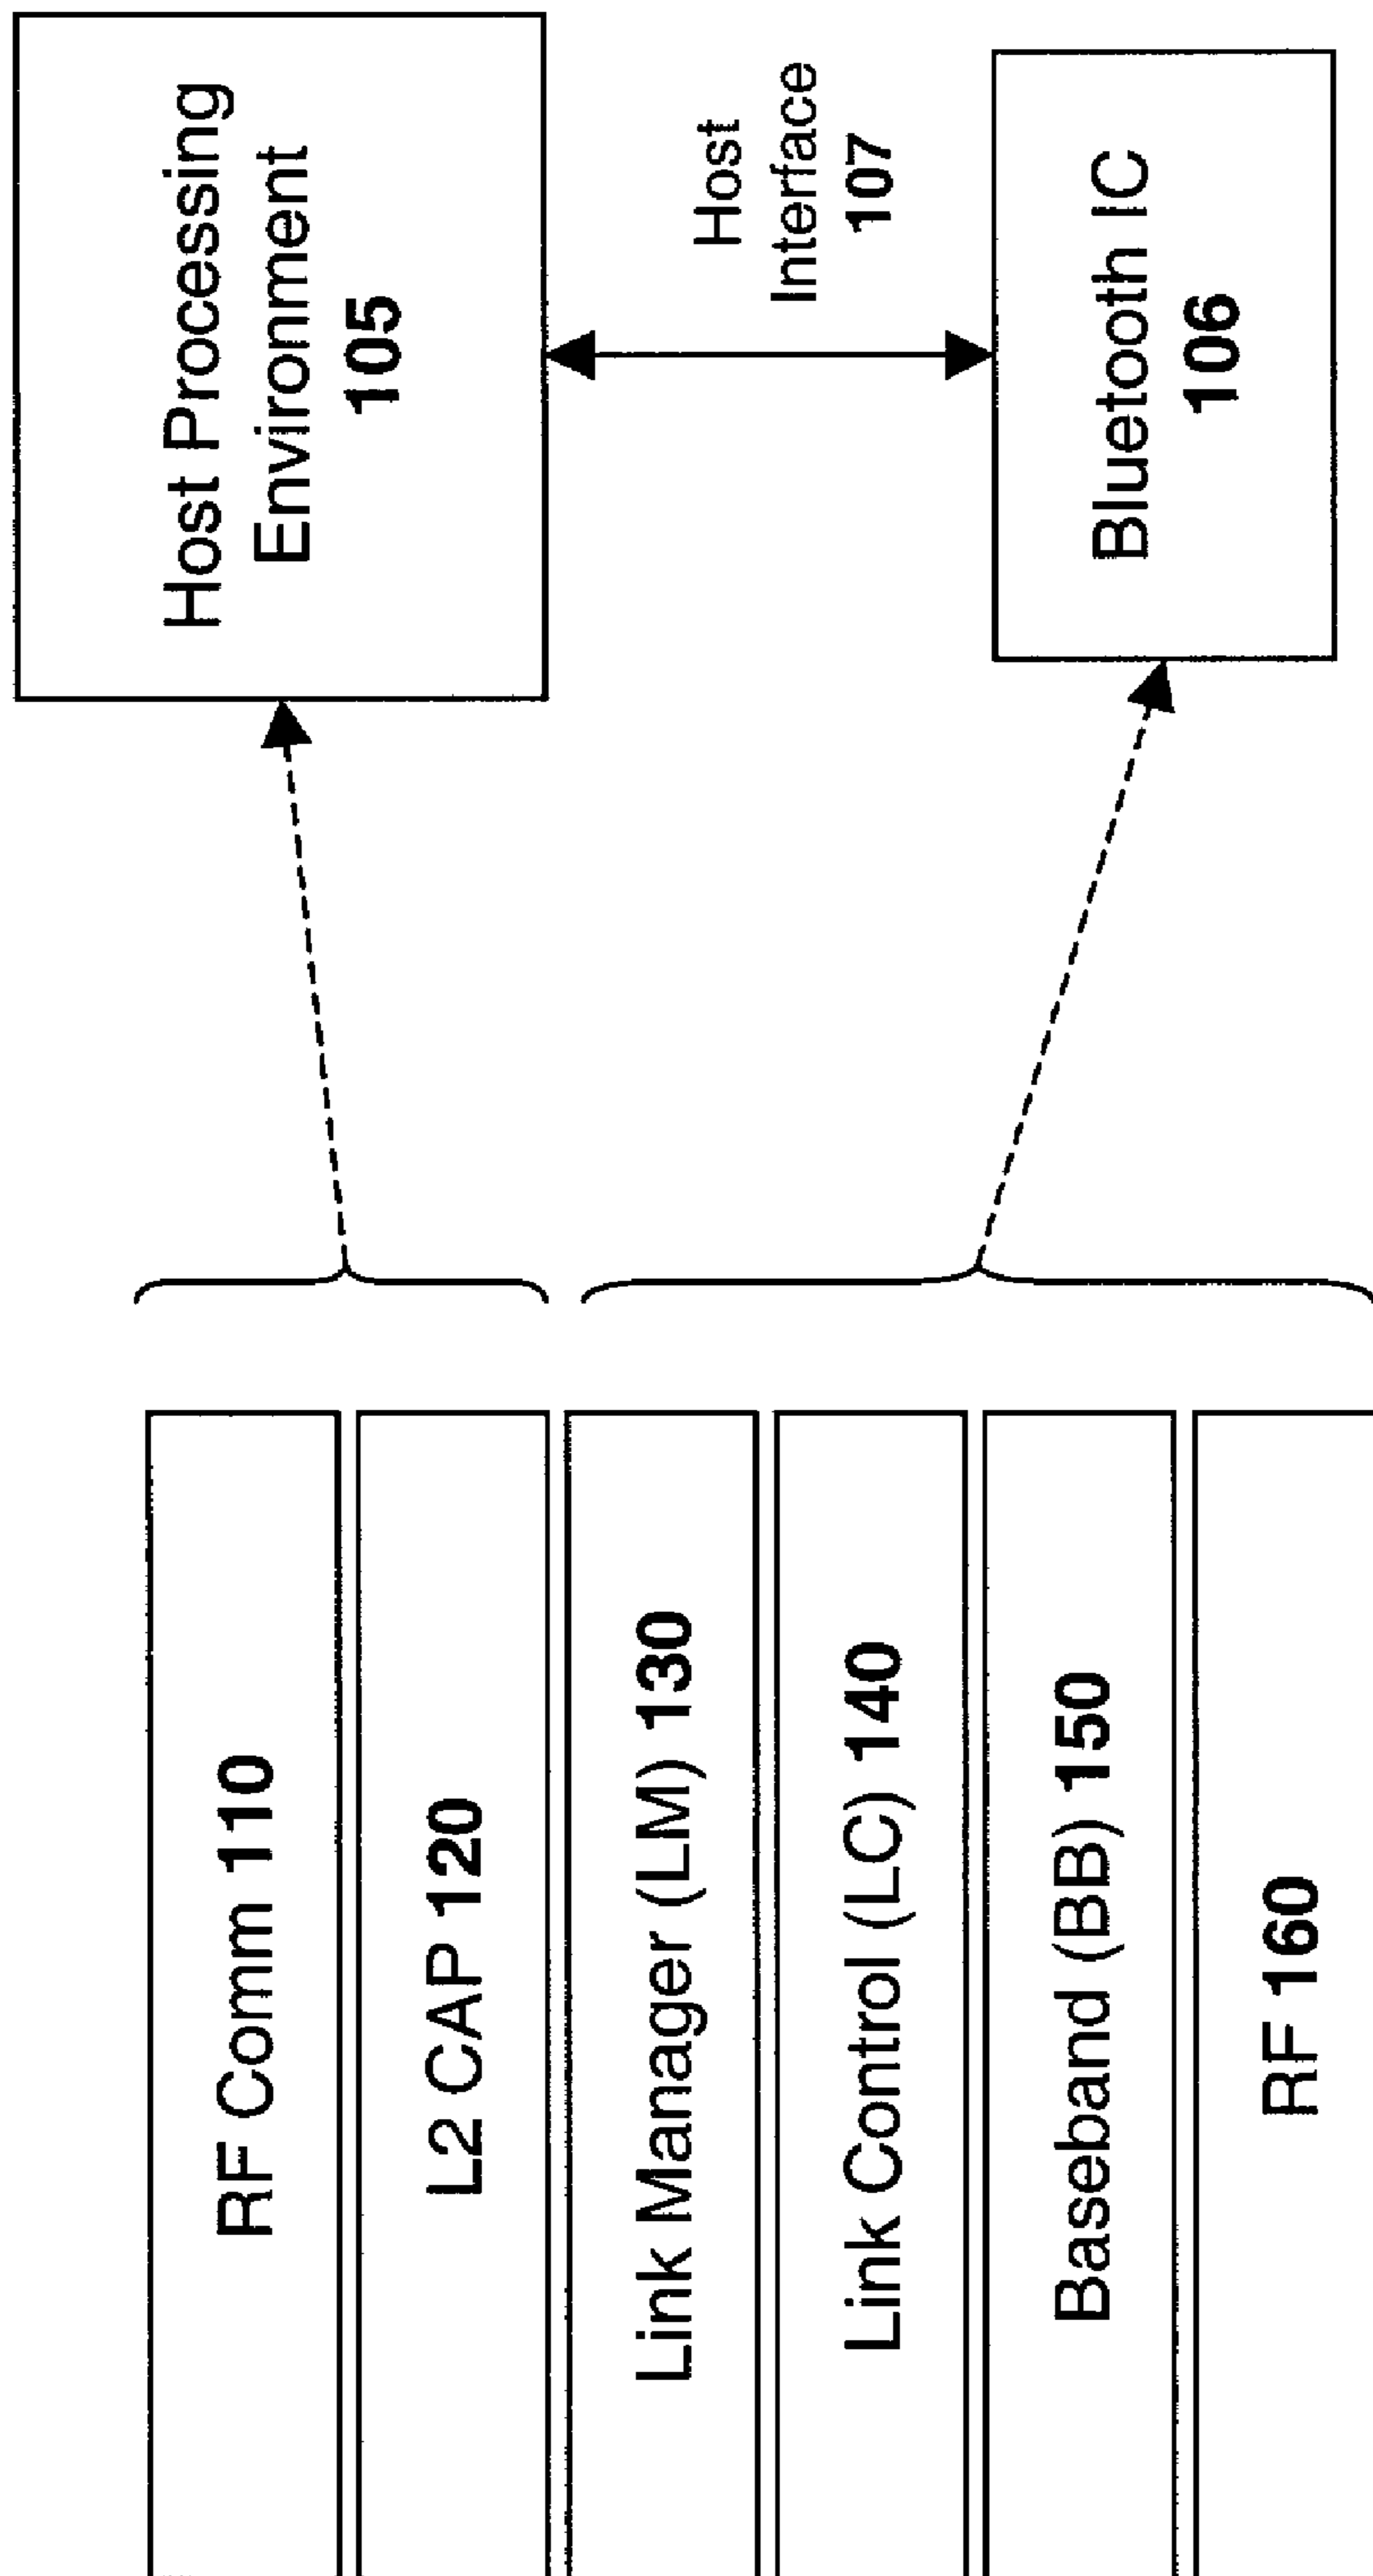 RF Comm 110
L2 CAP 120
Link Manager (LM) 130
Link Control (LC) 140
Baseband (BB) 150
RF 160
Host Processing
Environment
105
Host
Interface
107
Bluetooth IC
106